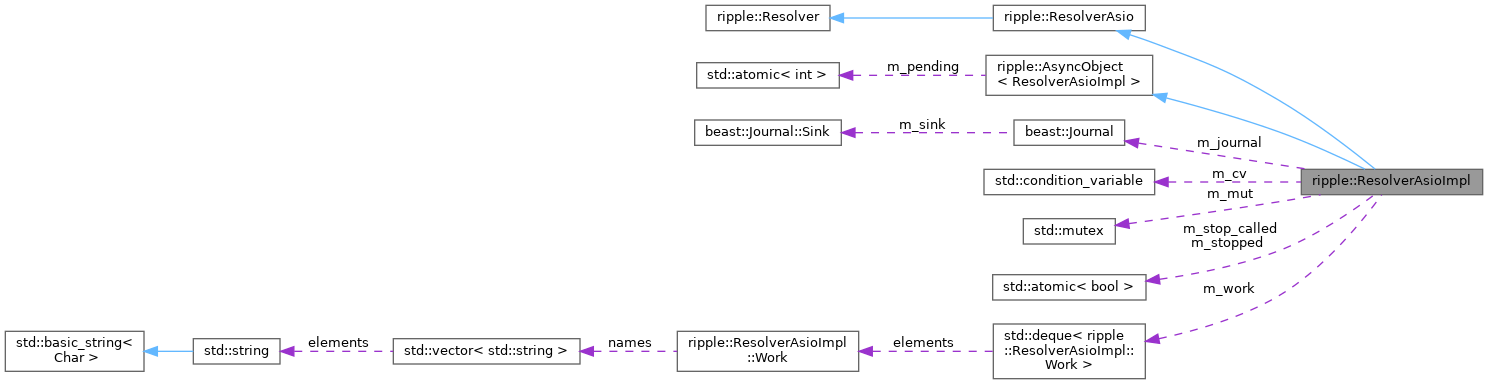 ripple::Resolver
ripple::ResolverAsio
std::atomic< int >
m_pending
ripple::AsyncObject
< ResolverAsioImpl >
beast::Journal::Sink
m_sink
beast::Journal
m_journal
std::condition_variable
m_cv
ripple::ResolverAsioImpl
m_mut
std::mutex
m_stop_called
m_stopped
std::atomic< bool >
m_work
std::basic_string<
Char >
std::string
elements
std::vector< std::string >
names
ripple::ResolverAsioImpl
::Work
elements
std::deque< ripple
::ResolverAsioImpl::
Work >